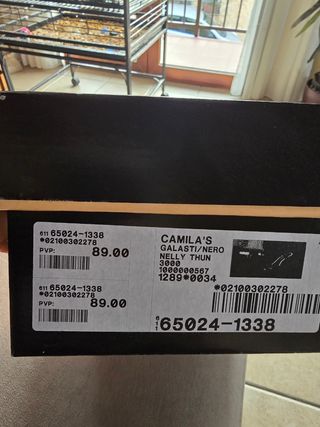 611 65024-1338
*02100302278
PVP: 89.00
611 65024-1338
*02100302278
PVP: 89.00
CAMILA'S
GALASTI/NERO
NELLY THUN
3000
1000000567
1289*0034
*02100302278
611 65024-1338